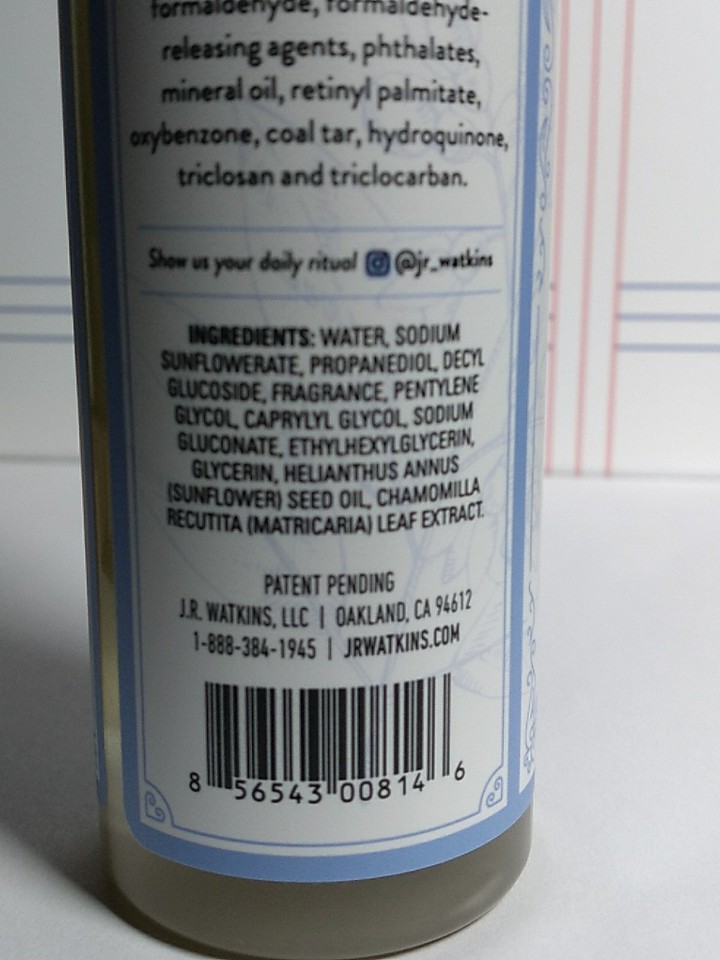 formaldehyde, formaldehyde-
releasing agents, phthalates,
mineral oil, retinyl palmitate,
oxybenzone, coal tar, hydroquinone,
triclosan and triclocarban.
Show us your daily ritual @jr_watkins
INGREDIENTS: WATER, SODIUM
SUNFLOWERATE, PROPANEDIOL, DECYL
GLUCOSIDE, FRAGRANCE, PENTYLENE
GLYCOL, CAPRYLYL GLYCOL, SODIUM
GLUCONATE, ETHYLHEXYLGLYCERIN,
GLYCERIN, HELIANTHUS ANNUS
(SUNFLOWER) SEED OIL, CHAMOMILLA
RECUTITA (MATRICARIA) LEAF EXTRACT.
PATENT PENDING
J.R. WATKINS, LLC | OAKLAND, CA 94612
1-888-384-1945 | JRWATKINS.COM
8 56543 00814 6